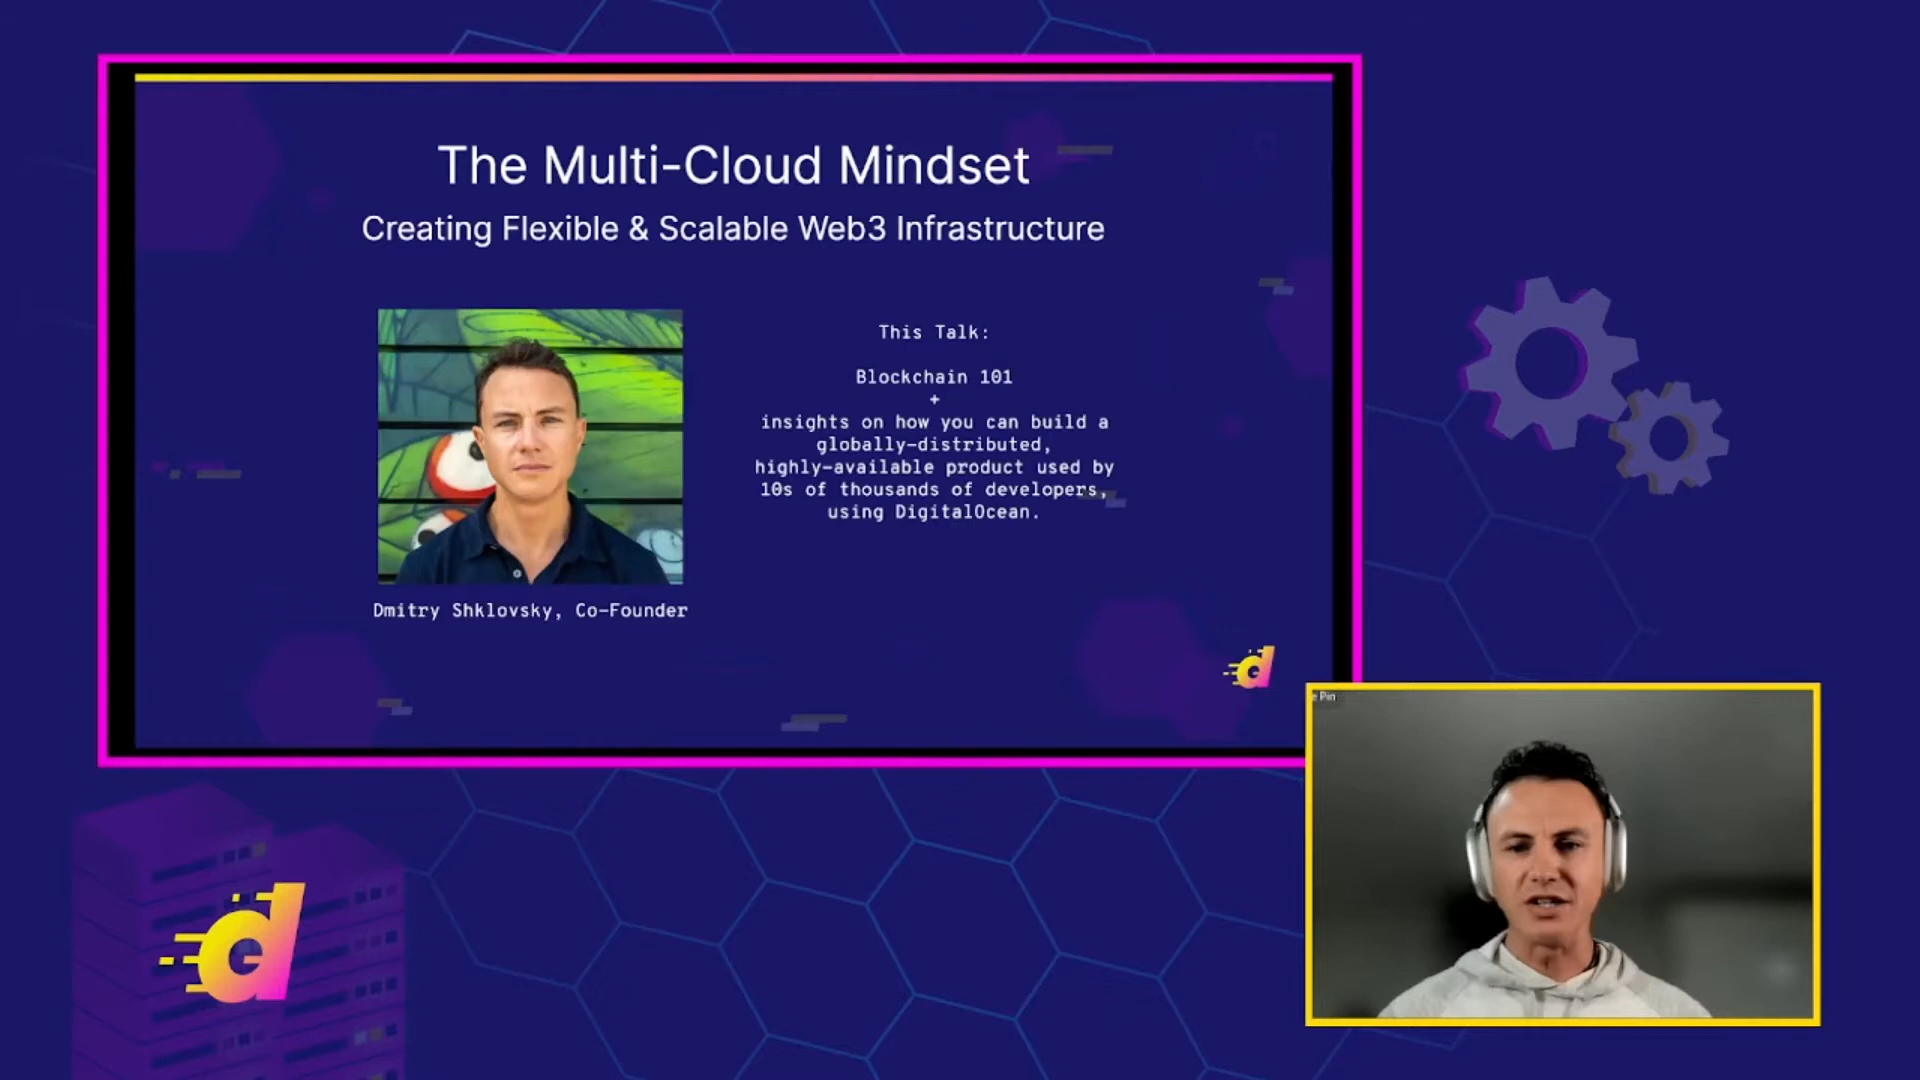 The Multi-Cloud Mindset
Creating Flexible & Scalable Web3 Infrastructure
This Talk:
Blockchain 101
+
insights on how you can build a
globally-distributed,
highly-available product used by
10s of thousands of developers,
using DigitalOcean.
Dmitry Shklovsky, Co-Founder
d
e Pin
d